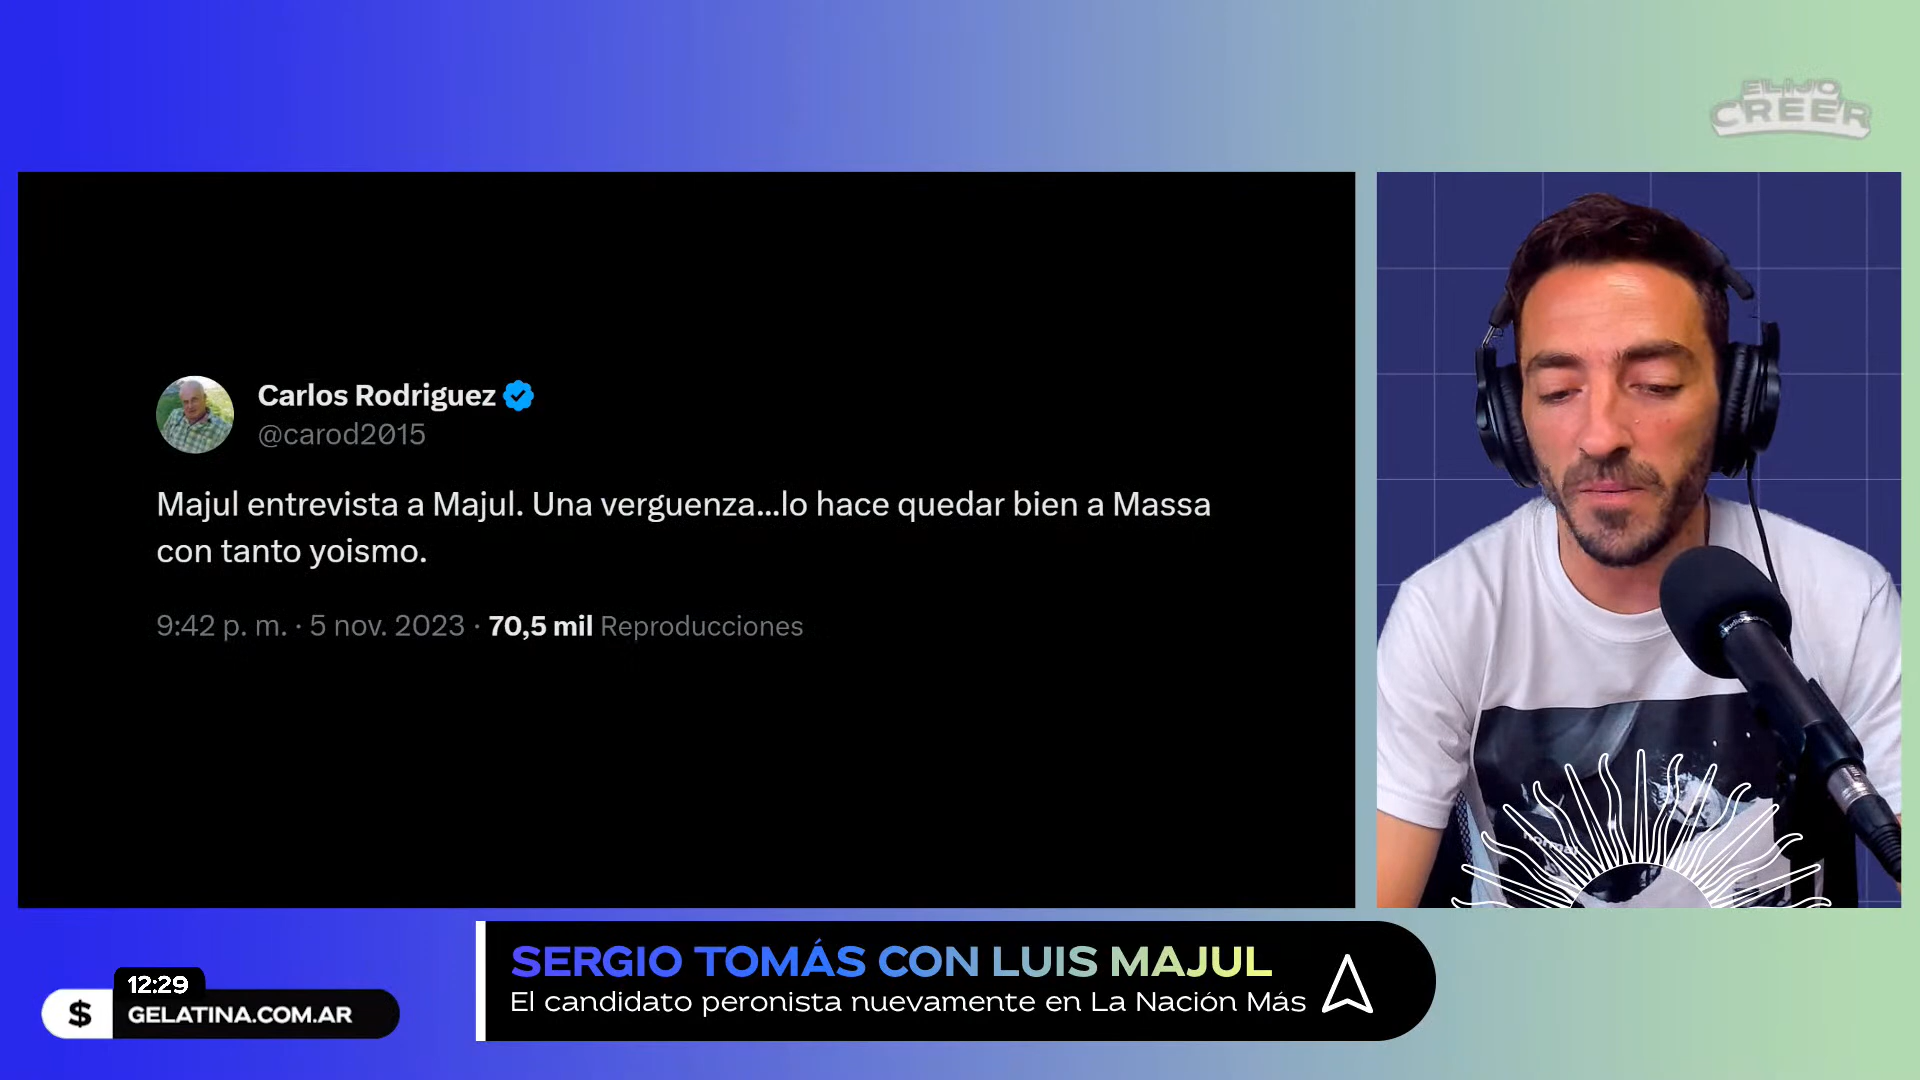 ELIJO
CREER
Carlos Rodriguez
@carod2015
Majul entrevista a Majul. Una verguenza...lo hace quedar bien a Massa
con tanto yoismo.
9:42 p. m. · 5 nov. 2023 · 70,5 mil Reproducciones
normal
SERGIO TOMÁS CON LUIS MAJUL
El candidato peronista nuevamente en La Nación Más
12:29
$ GELATINA.COM.AR